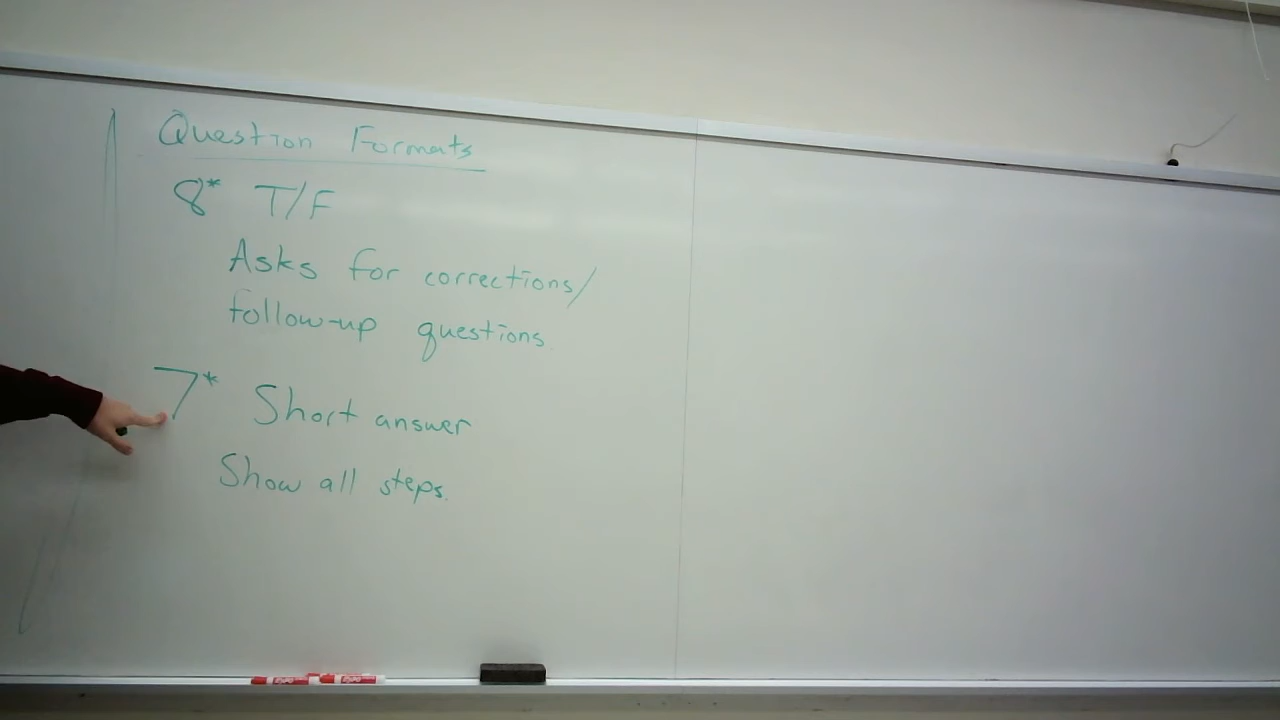 Question Formats
8* T/F
Asks for corrections/
follow-up questions.
7* Short answer
Show all steps.